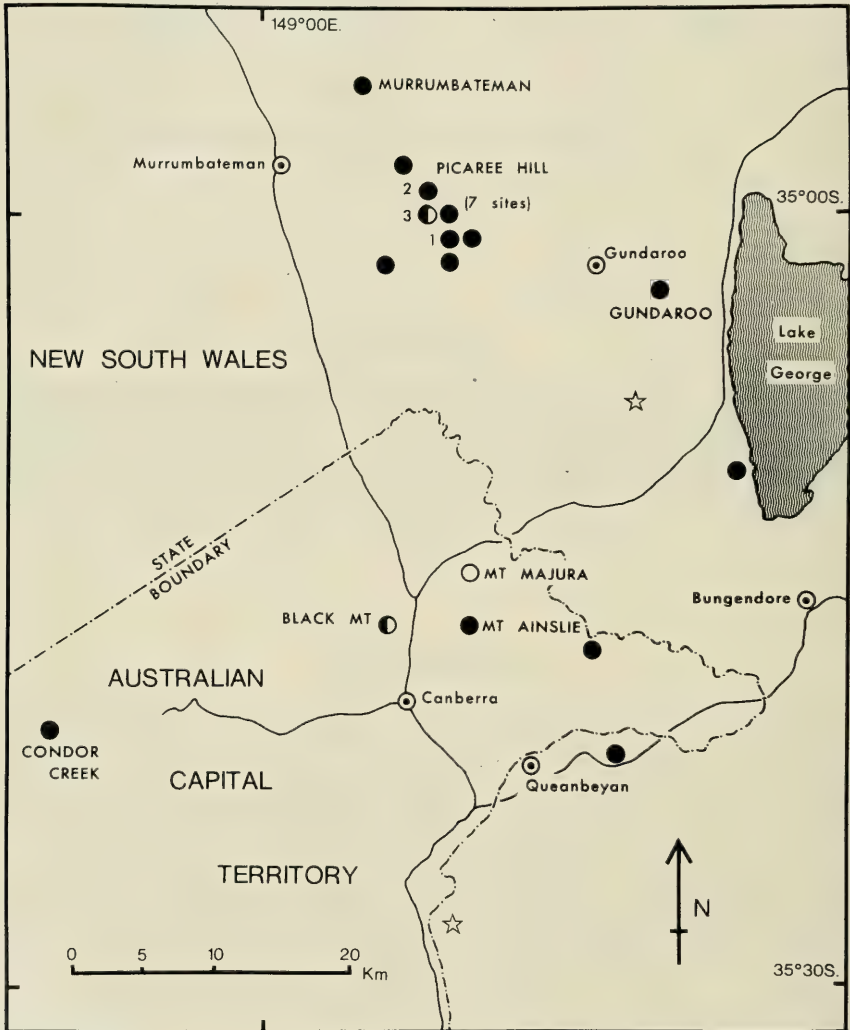 149°00E.
MURRUMBATEMAN
Murrumbateman
PICAREE HILL
2
(7 sites)
3
1
35°00S.
Gundaroo
GUNDAROO
Lake
George
NEW SOUTH WALES
STATE
BOUNDARY
MT MAJURA
BLACK MT
MT AINSLIE
Bungendore
AUSTRALIAN
Canberra
CONDOR
CREEK
CAPITAL
Queanbeyan
TERRITORY
N
0 5 10 20
Km
35°30S.